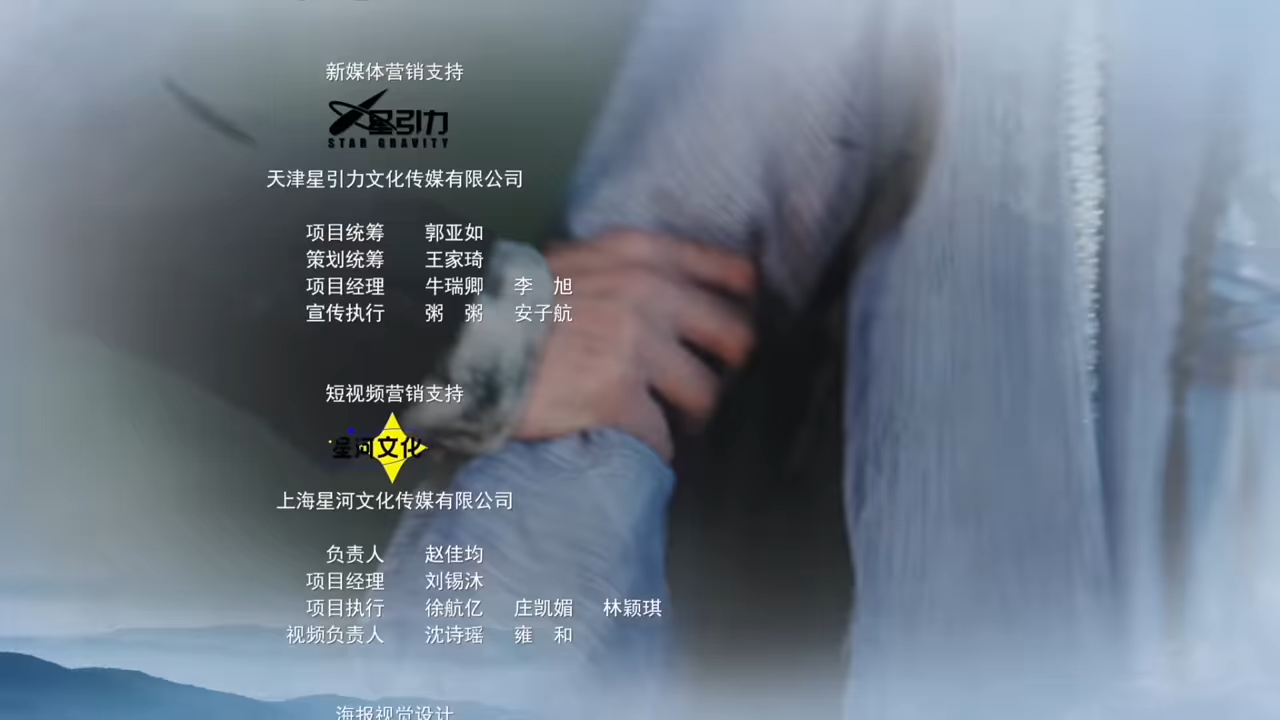 新媒体营销支持
星引力
STAR GRAVITY
天津星引力文化传媒有限公司
项目统筹 郭亚如
策划统筹 王家琦
项目经理 牛瑞卿 李 旭
宣传执行 粥 粥 安子航
短视频营销支持
星河文化
上海星河文化传媒有限公司
负责人 赵佳均
项目经理 刘锡沐
项目执行 徐航亿 庄凯媚 林颖琪
视频负责人 沈诗瑶 雍 和
海报视觉设计